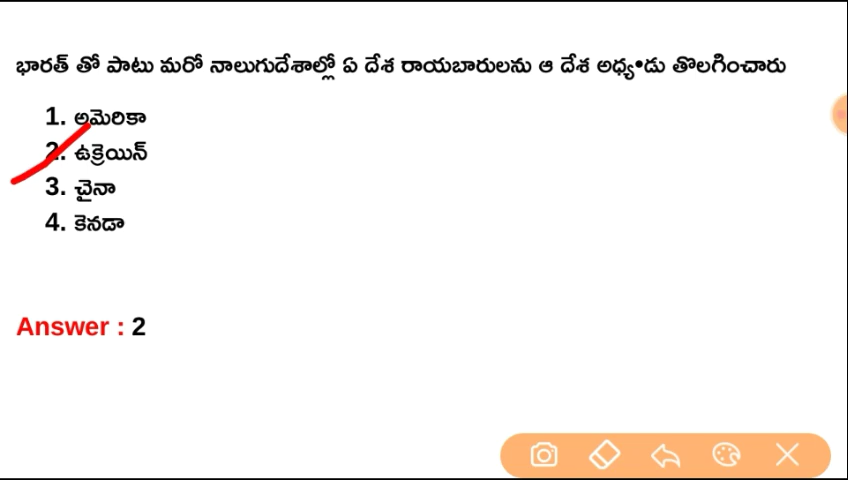 భారత్ తో పాటు మరో నాలుగుదేశాల్లో ఏ దేశ రాయబారులను ఆ దేశ అధ్య•డు తొలగించారు
1. అమెరికా
2. ఉక్రెయిన్
3. చైనా
4. కెనడా
Answer : 2